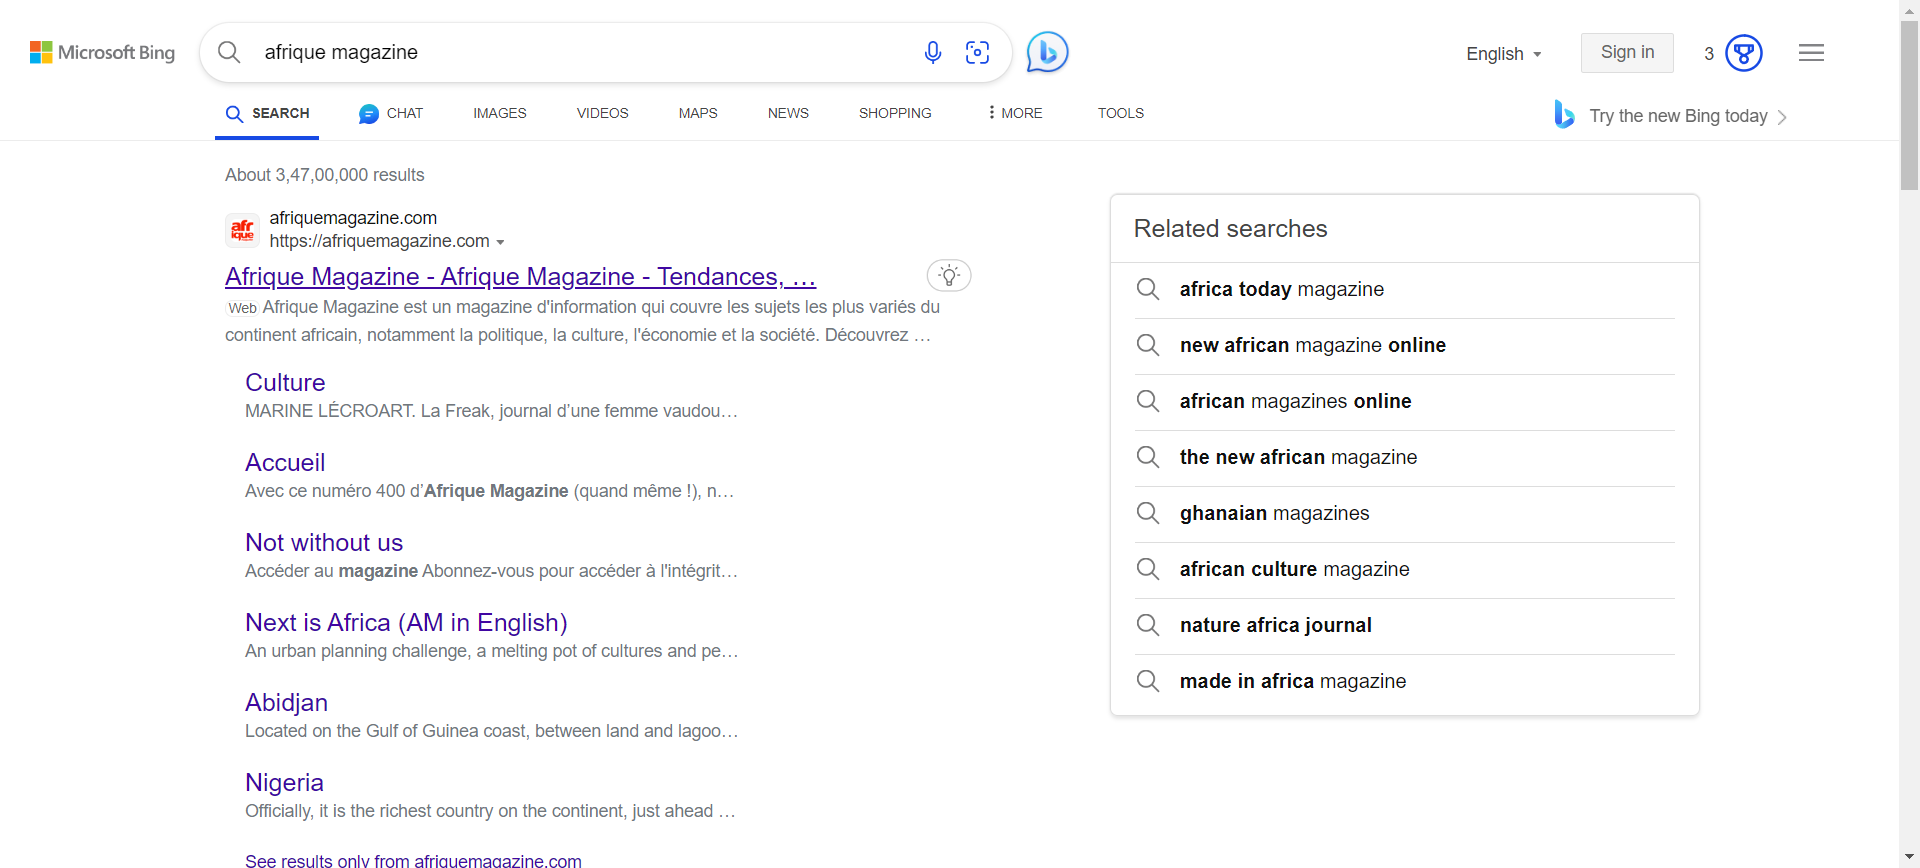 Microsoft Bing
afrique magazine
English
Sign in
3
SEARCH
CHAT
IMAGES
VIDEOS
MAPS
NEWS
SHOPPING
MORE
TOOLS
Try the new Bing today
About 3,47,00,000 results
afr
ique
afriquemagazine.com
https://afriquemagazine.com
Afrique Magazine - Afrique Magazine - Tendances, …
Web Afrique Magazine est un magazine d'information qui couvre les sujets les plus variés du
continent africain, notamment la politique, la culture, l'économie et la société. Découvrez …
Culture
MARINE LÉCROART. La Freak, journal d’une femme vaudou…
Accueil
Avec ce numéro 400 d’Afrique Magazine (quand même !), n…
Not without us
Accéder au magazine Abonnez-vous pour accéder à l'intégrit…
Next is Africa (AM in English)
An urban planning challenge, a melting pot of cultures and pe…
Abidjan
Located on the Gulf of Guinea coast, between land and lagoo…
Nigeria
Officially, it is the richest country on the continent, just ahead …
See results only from afriquemagazine.com
Related searches
africa today magazine
new african magazine online
african magazines online
the new african magazine
ghanaian magazines
african culture magazine
nature africa journal
made in africa magazine